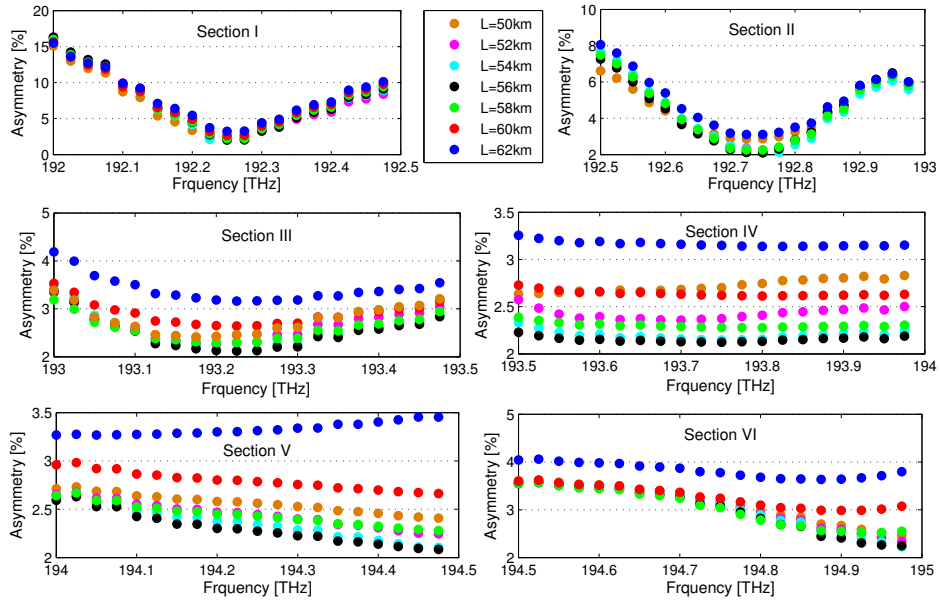 Section I
Asymmetry [%]
20
15
10
5
0
192
192.1
192.2
192.3
192.4
192.5
Frquency [THz]
L=50km
L=52km
L=54km
L=56km
L=58km
L=60km
L=62km
Section II
Asymmetry [%]
10
8
6
4
2
192.5
192.6
192.7
192.8
192.9
193
Frquency [THz]
Section III
Asymmetry [%]
5
4
3
2
193
193.1
193.2
193.3
193.4
193.5
Frquency [THz]
Section IV
Asymmetry [%]
3.5
3
2.5
2
193.5
193.6
193.7
193.8
193.9
194
Frquency [THz]
Section V
Asymmetry [%]
3.5
3
2.5
2
194
194.1
194.2
194.3
194.4
194.5
Frquency [THz]
Section VI
Asymmetry [%]
5
4
3
2
194.5
194.6
194.7
194.8
194.9
195
Frquency [THz]